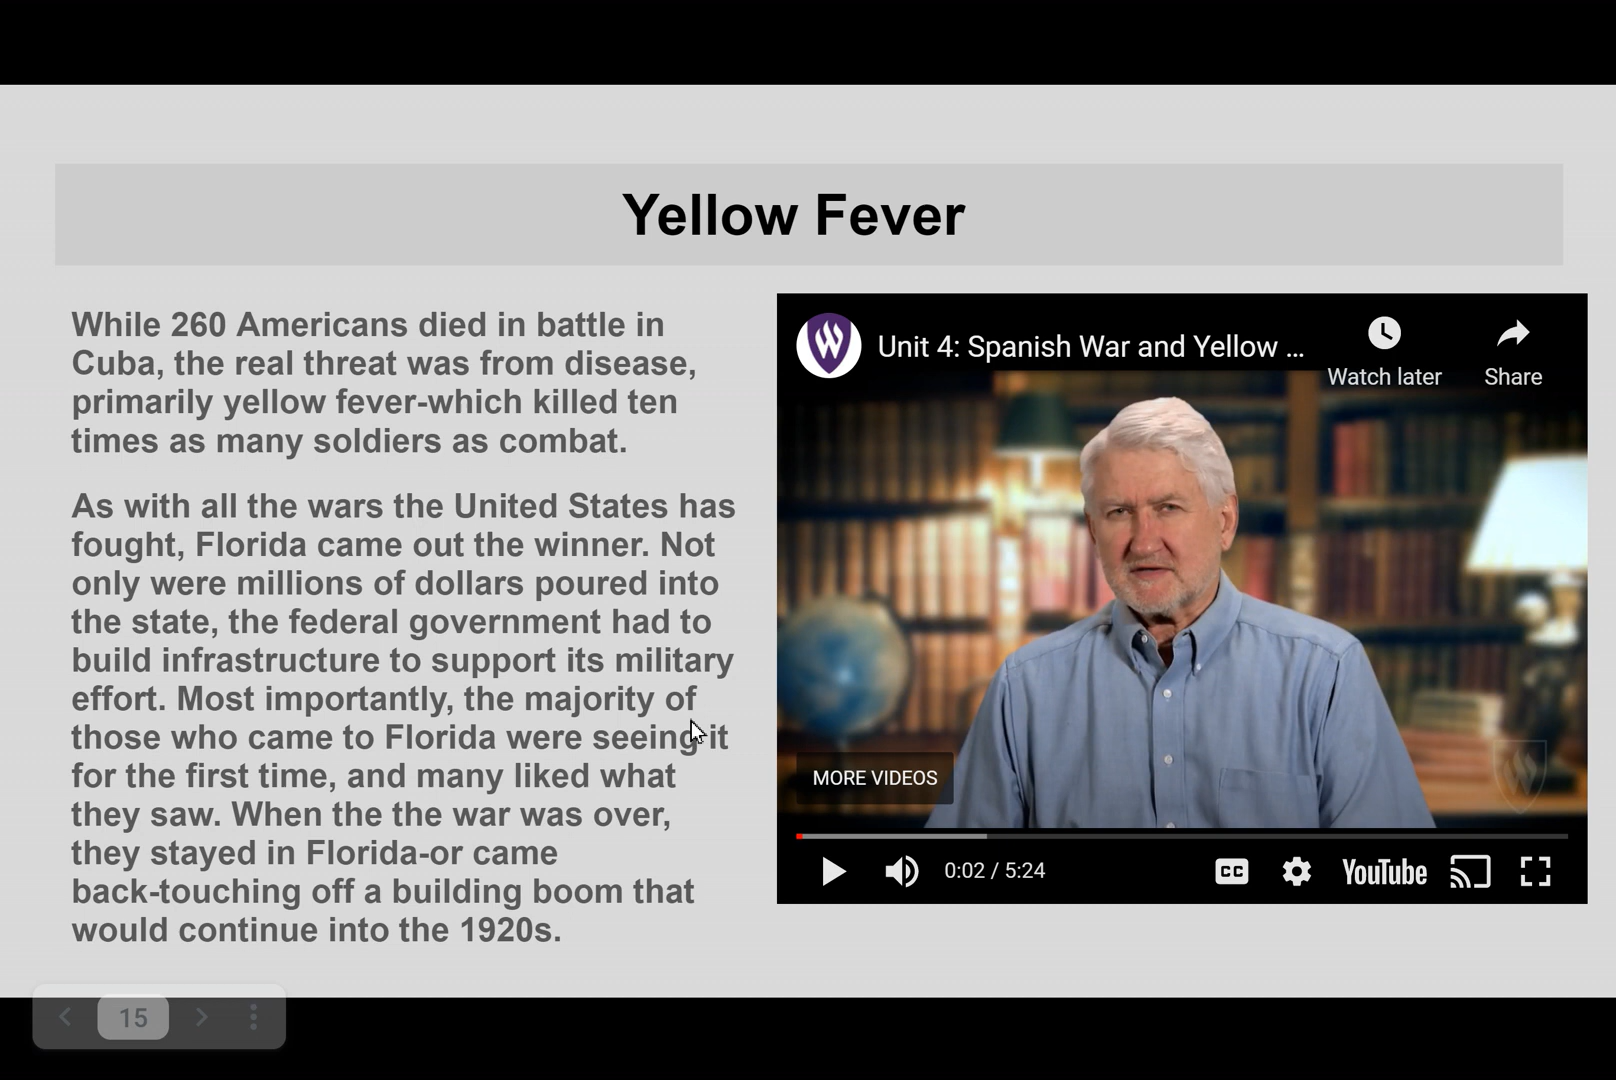 Yellow Fever
While 260 Americans died in battle in
Cuba, the real threat was from disease,
primarily yellow fever-which killed ten
times as many soldiers as combat.
As with all the wars the United States has
fought, Florida came out the winner. Not
only were millions of dollars poured into
the state, the federal government had to
build infrastructure to support its military
effort. Most importantly, the majority of
those who came to Florida were seeing it
for the first time, and many liked what
they saw. When the the war was over,
they stayed in Florida-or came
back-touching off a building boom that
would continue into the 1920s.
W
Unit 4: Spanish War and Yellow ...
Watch later
Share
MORE VIDEOS
W
0:02 / 5:24
CC
YouTube
15